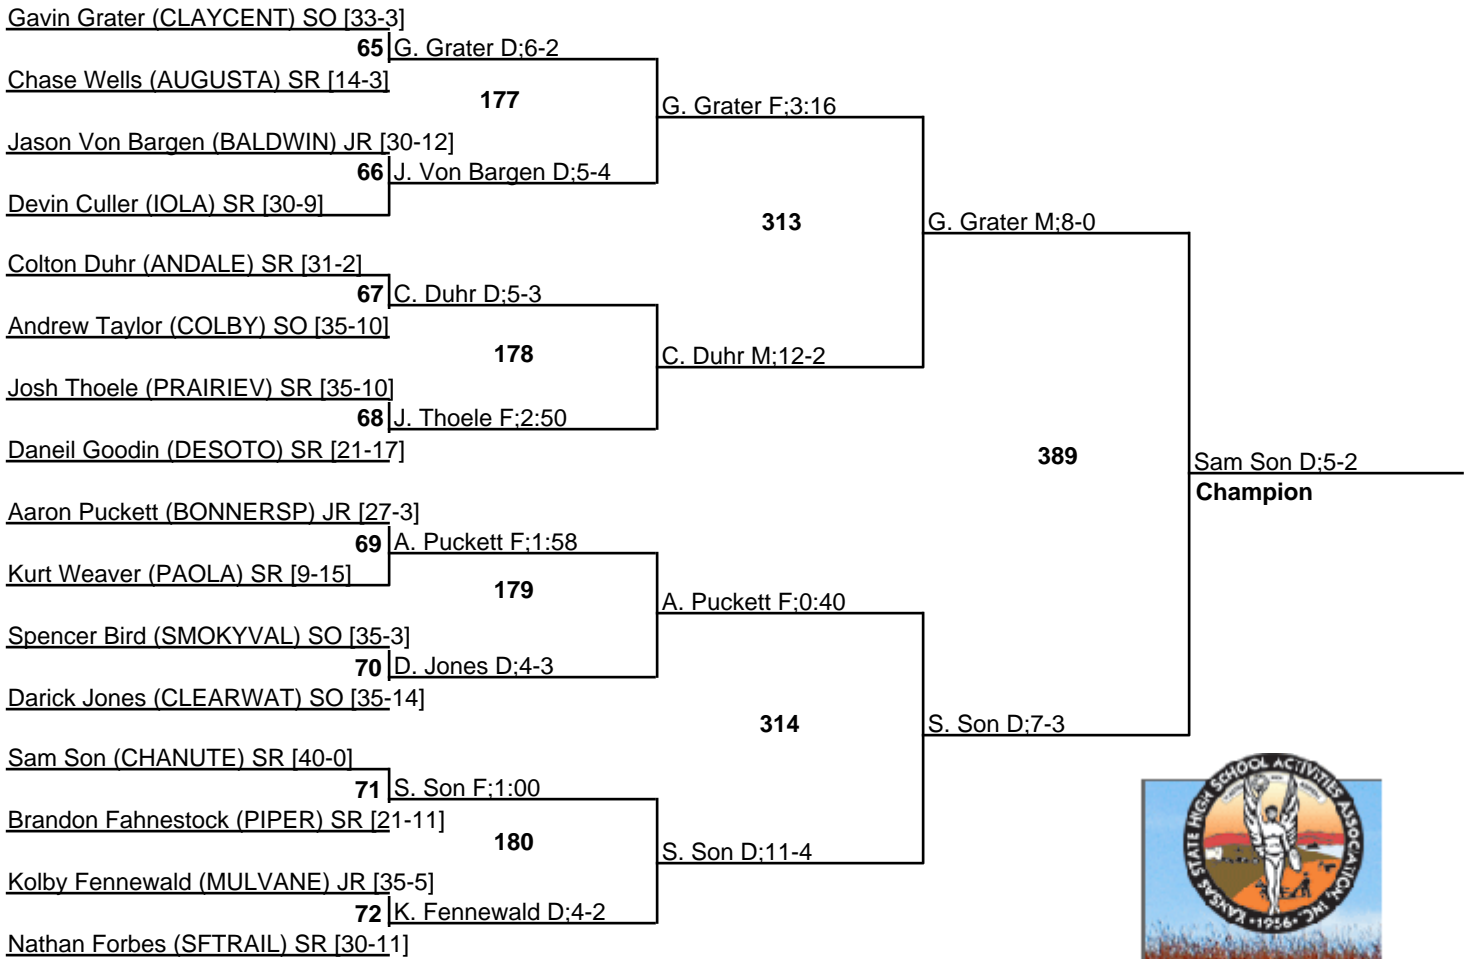 Gavin Grater (CLAYCENT) SO [33-3]
65 G. Grater D;6-2
Chase Wells (AUGUSTA) SR [14-3]
177
G. Grater F;3:16
Jason Von Bargen (BALDWIN) JR [30-12]
66 J. Von Bargen D;5-4
Devin Culler (IOLA) SR [30-9]
313
G. Grater M;8-0
Colton Duhr (ANDALE) SR [31-2]
67 C. Duhr D;5-3
Andrew Taylor (COLBY) SO [35-10]
178
C. Duhr M;12-2
Josh Thoele (PRAIRIEV) SR [35-10]
68 J. Thoele F;2:50
Daneil Goodin (DESOTO) SR [21-17]
389
Sam Son D;5-2
Champion
Aaron Puckett (BONNERSP) JR [27-3]
69 A. Puckett F;1:58
Kurt Weaver (PAOLA) SR [9-15]
179
A. Puckett F;0:40
Spencer Bird (SMOKYVAL) SO [35-3]
70 D. Jones D;4-3
Darick Jones (CLEARWAT) SO [35-14]
314
S. Son D;7-3
Sam Son (CHANUTE) SR [40-0]
71 S. Son F;1:00
Brandon Fahnestock (PIPER) SR [21-11]
180
S. Son D;11-4
Kolby Fennewald (MULVANE) JR [35-5]
72 K. Fennewald D;4-2
Nathan Forbes (SFTRAIL) SR [30-11]
KANSAS STATE HIGH SCHOOL ACTIVITIES ASSOCIATION, INC.
•1956•